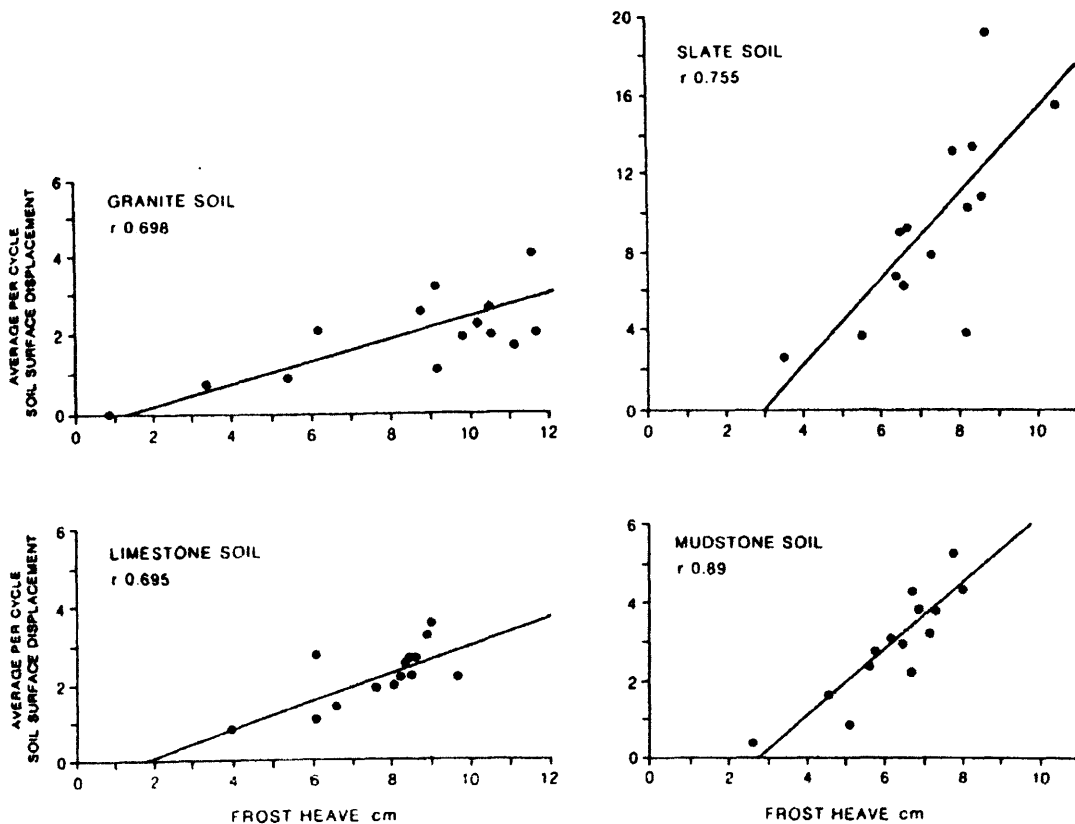 AVERAGE PER CYCLE
SOIL SURFACE DISPLACEMENT
GRANITE SOIL
r 0.698
6
4
2
0
0 2 4 6 8 10 12
SLATE SOIL
r 0.755
20
16
12
8
4
0
0 2 4 6 8 10
AVERAGE PER CYCLE
SOIL SURFACE DISPLACEMENT
LIMESTONE SOIL
r 0.695
6
4
2
0
0 2 4 6 8 10 12
FROST HEAVE cm
MUDSTONE SOIL
r 0.89
6
4
2
0
0 2 4 6 8 10
FROST HEAVE cm